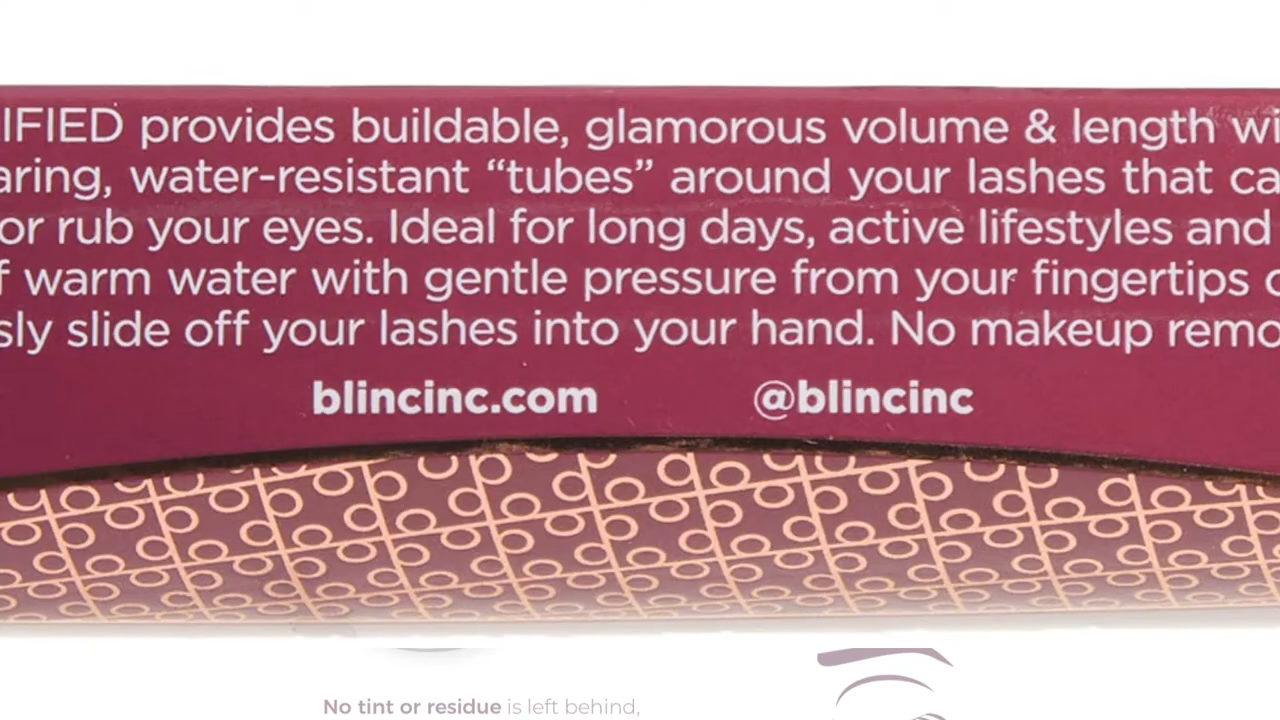 IFIED provides buildable, glamorous volume & length wi
aring, water-resistant “tubes” around your lashes that ca
or rub your eyes. Ideal for long days, active lifestyles and
f warm water with gentle pressure from your fingertips
sly slide off your lashes into your hand. No makeup remo
blincinc.com @blincinc
No tint or residue is left behind,